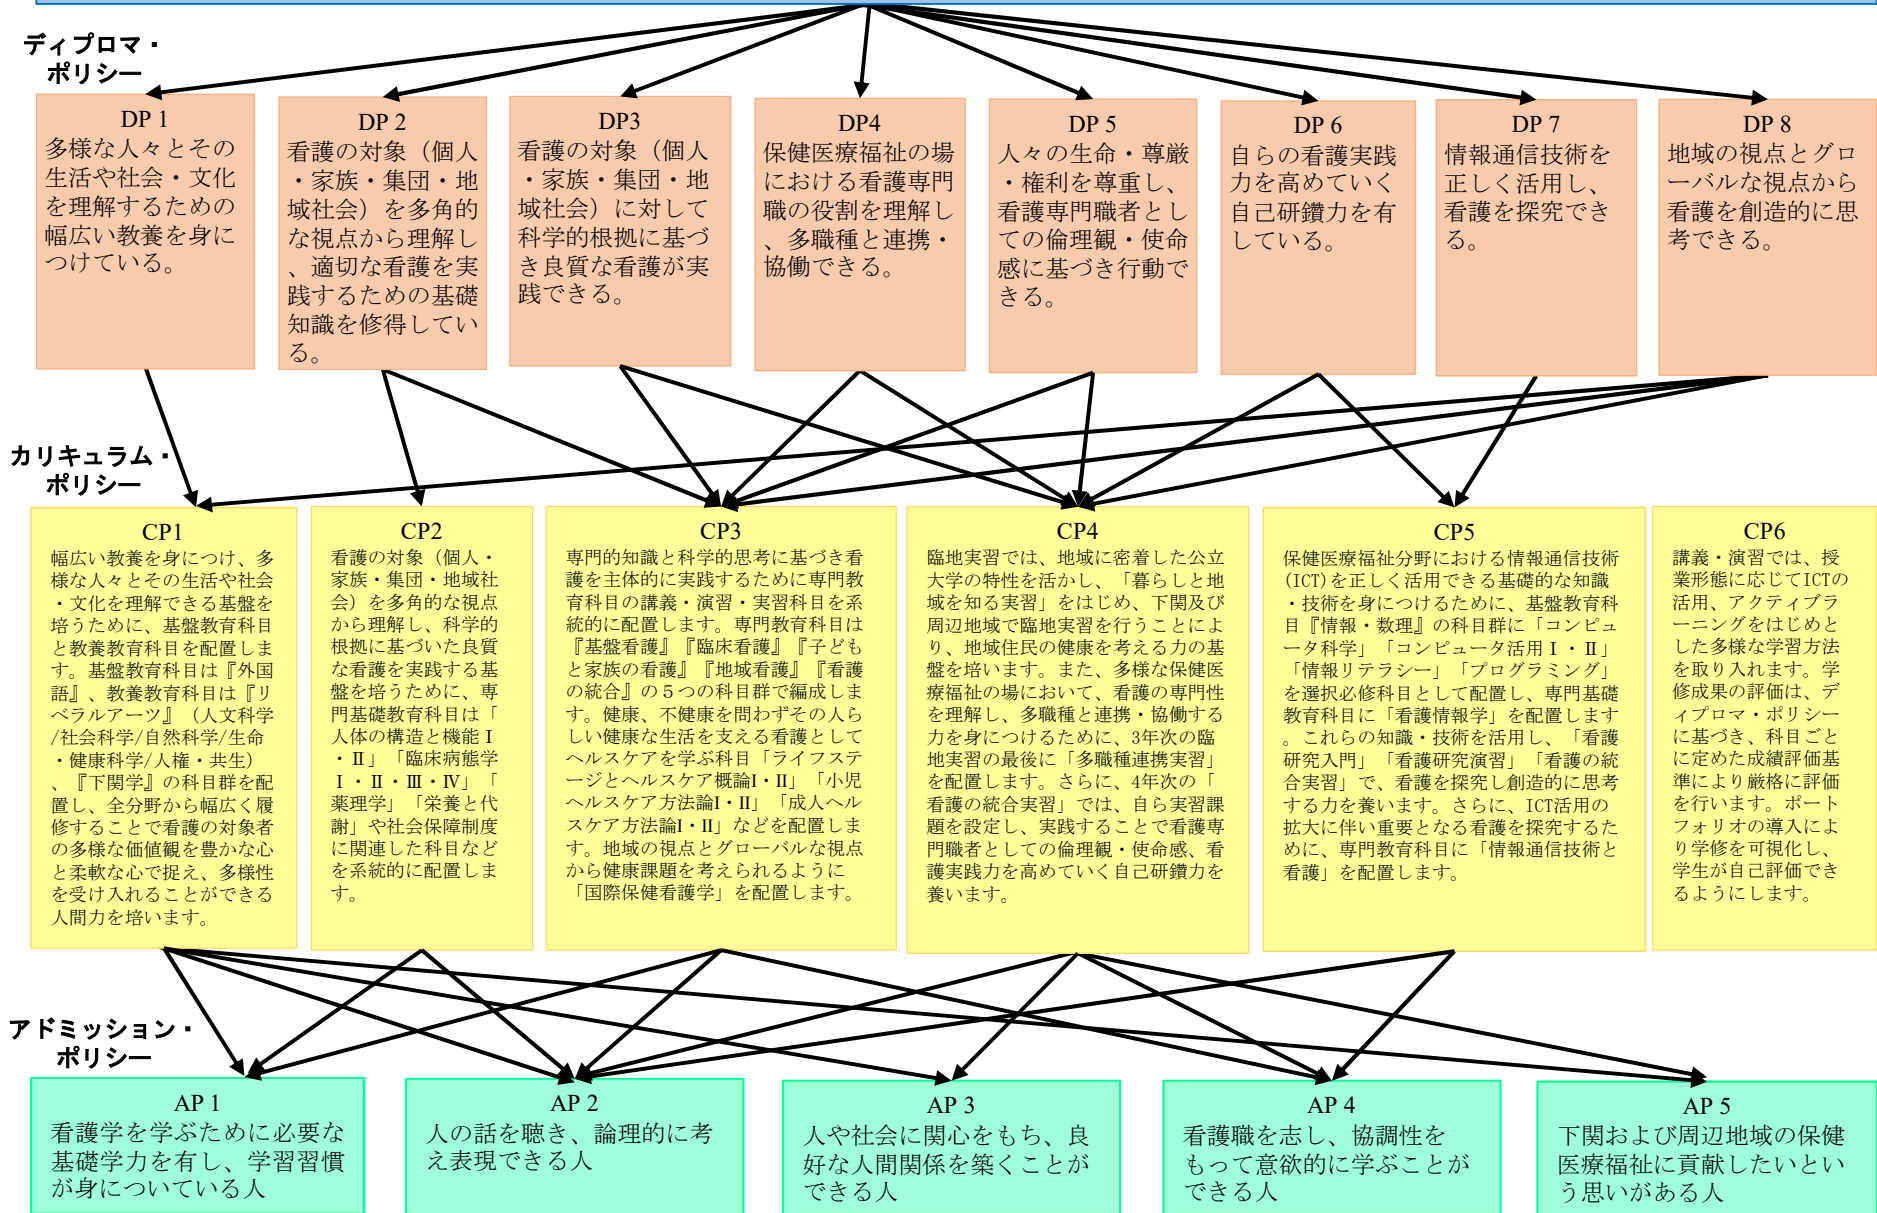 ディプロマ・
ポリシー
DP 1
多様な人々とその
生活や社会・文化
を理解するための
幅広い教養を身に
つけている。
DP 2
看護の対象（個人
・家族・集団・地
域社会）を多角的
な視点から理解し
、適切な看護を実
践するための基礎
知識を修得してい
る。
DP3
看護の対象（個人
・家族・集団・地
域社会）に対して
科学的根拠に基づ
き良質な看護が実
践できる。
DP4
保健医療福祉の場
における看護専門
職の役割を理解し
、多職種と連携・
協働できる。
DP 5
人々の生命・尊厳
・権利を尊重し、
看護専門職者とし
ての倫理観・使命
感に基づき行動で
きる。
DP 6
自らの看護実践
力を高めていく
自己研鑽力を有
している。
DP 7
情報通信技術を
正しく活用し、
看護を探究でき
る。
DP 8
地域の視点とグロ
ーバルな視点から
看護を創造的に思
考できる。
カリキュラム・
ポリシー
CP1
幅広い教養を身につけ、多
様な人々とその生活や社会
・文化を理解できる基盤を
培うために、基盤教育科目
と教養教育科目を配置しま
す。基盤教育科目は『外国
語』、教養教育科目は『リ
ベラルアーツ』（人文科学
/社会科学/自然科学/生命
・健康科学/人権・共生）
、『下関学』の科目群を配
置し、全分野から幅広く履
修することで看護の対象者
の多様な価値観を豊かな心
と柔軟な心で捉え、多様性
を受け入れることができる
人間力を培います。
CP2
看護の対象（個人・
家族・集団・地域社
会）を多角的な視点
から理解し、科学的
根拠に基づいた良質
な看護を実践する基
盤を培うために、専
門基礎教育科目は「
人体の構造と機能Ⅰ
・Ⅱ」「臨床病態学
Ⅰ・Ⅱ・Ⅲ・Ⅳ」「
薬理学」「栄養と代
謝」や社会保障制度
に関連した科目など
を系統的に配置しま
す。
CP3
専門的知識と科学的思考に基づき看
護を主体的に実践するために専門教
育科目の講義・演習・実習科目を系
統的に配置します。専門教育科目は
『基盤看護』『臨床看護』『子ども
と家族の看護』『地域看護』『看護
の統合』の５つの科目群で編成しま
す。健康、不健康を問わずその人ら
しい健康な生活を支える看護として
ヘルスケアを学ぶ科目「ライフステ
ージとヘルスケア概論I・II」「小児
ヘルスケア方法論I・II」「成人ヘル
スケア方法論I・II」などを配置しま
す。地域の視点とグローバルな視点
から健康課題を考えられるように
「国際保健看護学」を配置します。
CP4
臨地実習では、地域に密着した公立
大学の特性を活かし、「暮らしと地
域を知る実習」をはじめ、下関及び
周辺地域で臨地実習を行うことによ
り、地域住民の健康を考える力の基
盤を培います。また、多様な保健医
療福祉の場において、看護の専門性
を理解し、多職種と連携・協働する
力を身につけるために、3年次の臨
地実習の最後に「多職種連携実習」
を配置します。さらに、4年次の「
看護の統合実習」では、自ら実習課
題を設定し、実践することで看護専
門職者としての倫理観・使命感、看
護実践力を高めていく自己研鑽力を
養います。
CP5
保健医療福祉分野における情報通信技術
(ICT)を正しく活用できる基礎的な知識
・技術を身につけるために、基盤教育科
目『情報・数理』の科目群に「コンピュ
ータ科学」「コンピュータ活用Ⅰ・Ⅱ」
「情報リテラシー」「プログラミング」
を選択必修科目として配置し、専門基礎
教育科目に「看護情報学」を配置します
。これらの知識・技術を活用し、「看護
研究入門」「看護研究演習」「看護の統
合実習」で、看護を探究し創造的に思考
する力を養います。さらに、ICT活用の
拡大に伴い重要となる看護を探究するた
めに、専門教育科目に「情報通信技術と
看護」を配置します。
CP6
講義・演習では、授
業形態に応じてICTの
活用、アクティブラ
ーニングをはじめと
した多様な学習方法
を取り入れます。学
修成果の評価は、デ
ィプロマ・ポリシー
に基づき、科目ごと
に定めた成績評価基
準により厳格に評価
を行います。ポート
フォリオの導入によ
り学修を可視化し、
学生が自己評価でき
るようにします。
アドミッション・
ポリシー
AP 1
看護学を学ぶために必要な
基礎学力を有し、学習習慣
が身についている人
AP 2
人の話を聴き、論理的に考
え表現できる人
AP 3
人や社会に関心をもち、良
好な人間関係を築くことが
できる人
AP 4
看護職を志し、協調性を
もって意欲的に学ぶことが
できる人
AP 5
下関および周辺地域の保健
医療福祉に貢献したいとい
う思いがある人